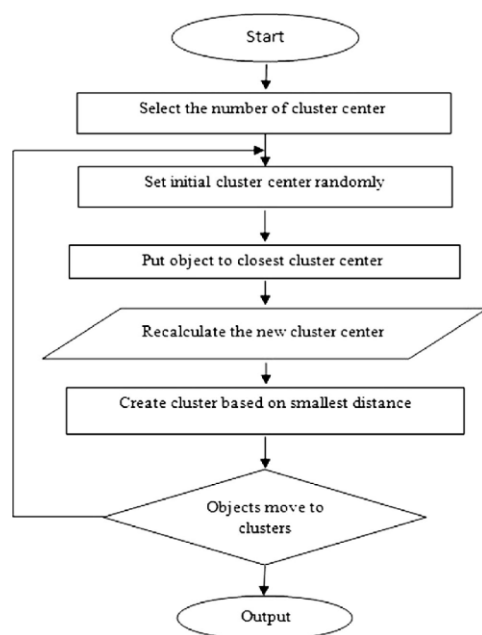 Start
Select the number of cluster center
Set initial cluster center randomly
Put object to closest cluster center
Recalculate the new cluster center
Create cluster based on smallest distance
Objects move to
clusters
Output